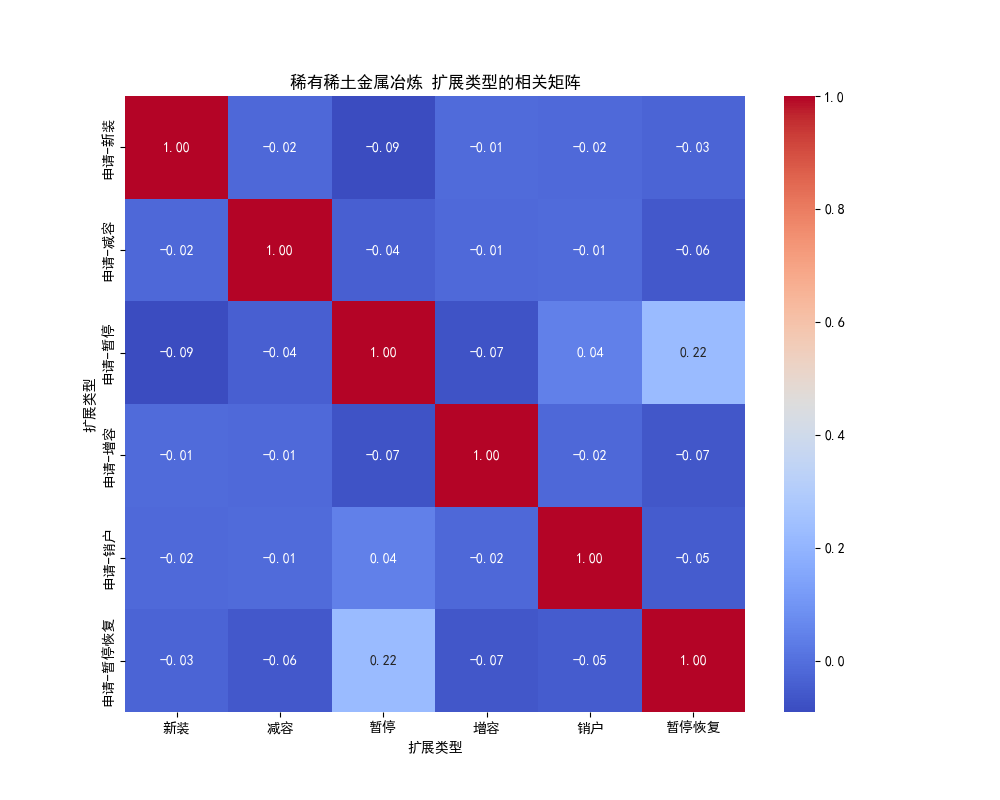 稀有稀土金属冶炼 扩展类型的相关矩阵
扩展类型
申请-新装
1.00 -0.02 -0.09 -0.01 -0.02 -0.03
申请-减容
-0.02 1.00 -0.04 -0.01 -0.01 -0.06
申请-暂停
-0.09 -0.04 1.00 -0.07 0.04 0.22
申请-增容
-0.01 -0.01 -0.07 1.00 -0.02 -0.07
申请-销户
-0.02 -0.01 0.04 -0.02 1.00 -0.05
申请-暂停恢复
-0.03 -0.06 0.22 -0.07 -0.05 1.00
新装 减容 暂停 增容 销户 暂停恢复
扩展类型
1.0
0.8
0.6
0.4
0.2
0.0